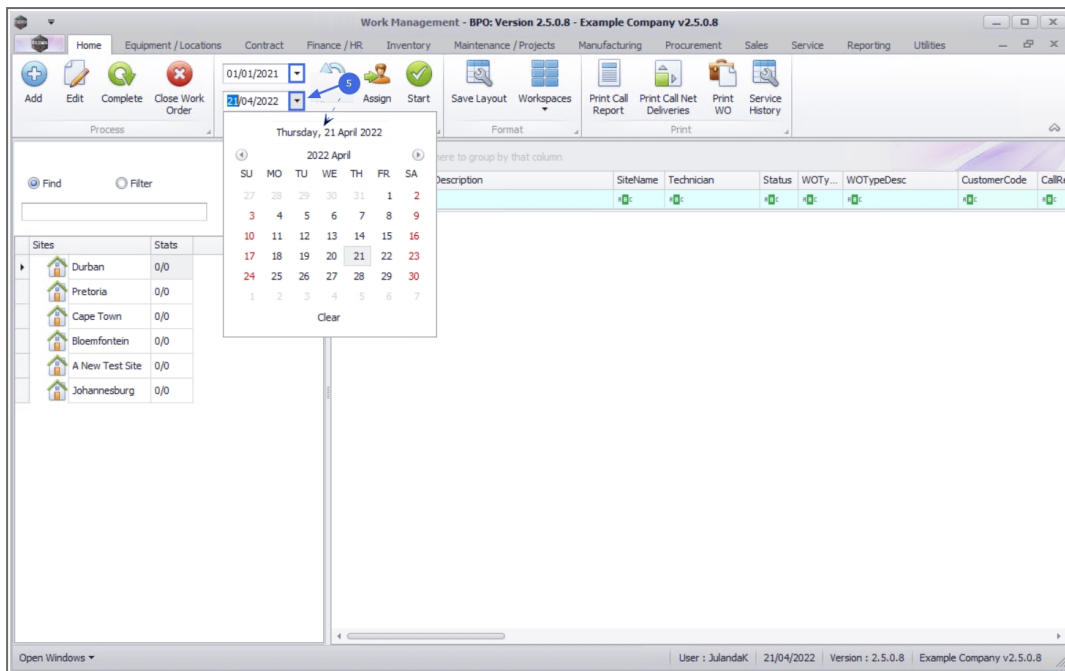 Work Management - BPO: Version 2.5.0.8 - Example Company v2.5.0.8
Home Equipment / Locations Contract Finance / HR Inventory Maintenance / Projects Manufacturing Procurement Sales Service Reporting Utilities
01/01/2021
21/04/2022
5
Add Edit Complete Close Work Order Assign Start Save Layout Workspaces Print Call Report Print Call Net Deliveries Print WO Service History
Process Format Print
Thursday, 21 April 2022
2022 April
SU MO TU WE TH FR SA
27 28 29 30 31 1 2
3 4 5 6 7 8 9
10 11 12 13 14 15 16
17 18 19 20 21 22 23
24 25 26 27 28 29 30
1 2 3 4 5 6 7
Clear
here to group by that column
Description SiteName Technician Status WOTy... WOTypeDesc CustomerCode CallRe
Find Filter
Sites Stats
Durban 0/0
Pretoria 0/0
Cape Town 0/0
Bloemfontein 0/0
A New Test Site 0/0
Johannesburg 0/0
Open Windows User : JulandaK 21/04/2022 Version : 2.5.0.8 Example Company v2.5.0.8